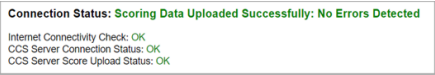 Connection Status: Scoring Data Uploaded Successfully: No Errors Detected
Internet Connectivity Check: OK
CCS Server Connection Status: OK
CCS Server Score Upload Status: OK